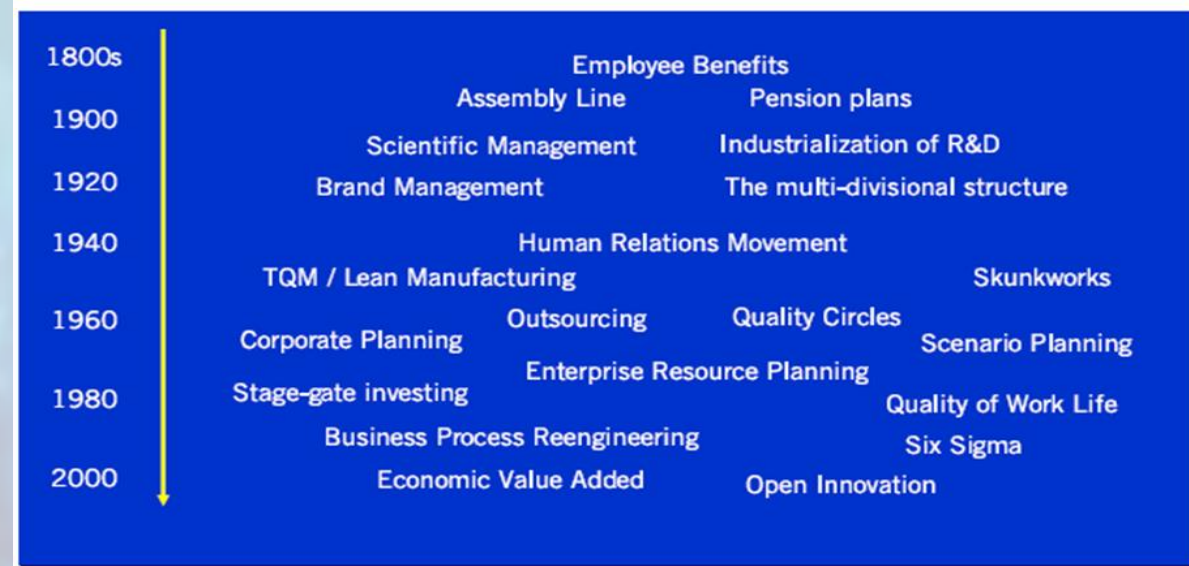 1800s
Employee Benefits
Assembly Line Pension plans
1900
Scientific Management Industrialization of R&D
1920
Brand Management The multi-divisional structure
1940
Human Relations Movement
TQM / Lean Manufacturing Skunkworks
1960
Outsourcing Quality Circles
Corporate Planning Scenario Planning
Enterprise Resource Planning
Stage-gate investing
1980
Quality of Work Life
Business Process Reengineering Six Sigma
2000
Economic Value Added Open Innovation